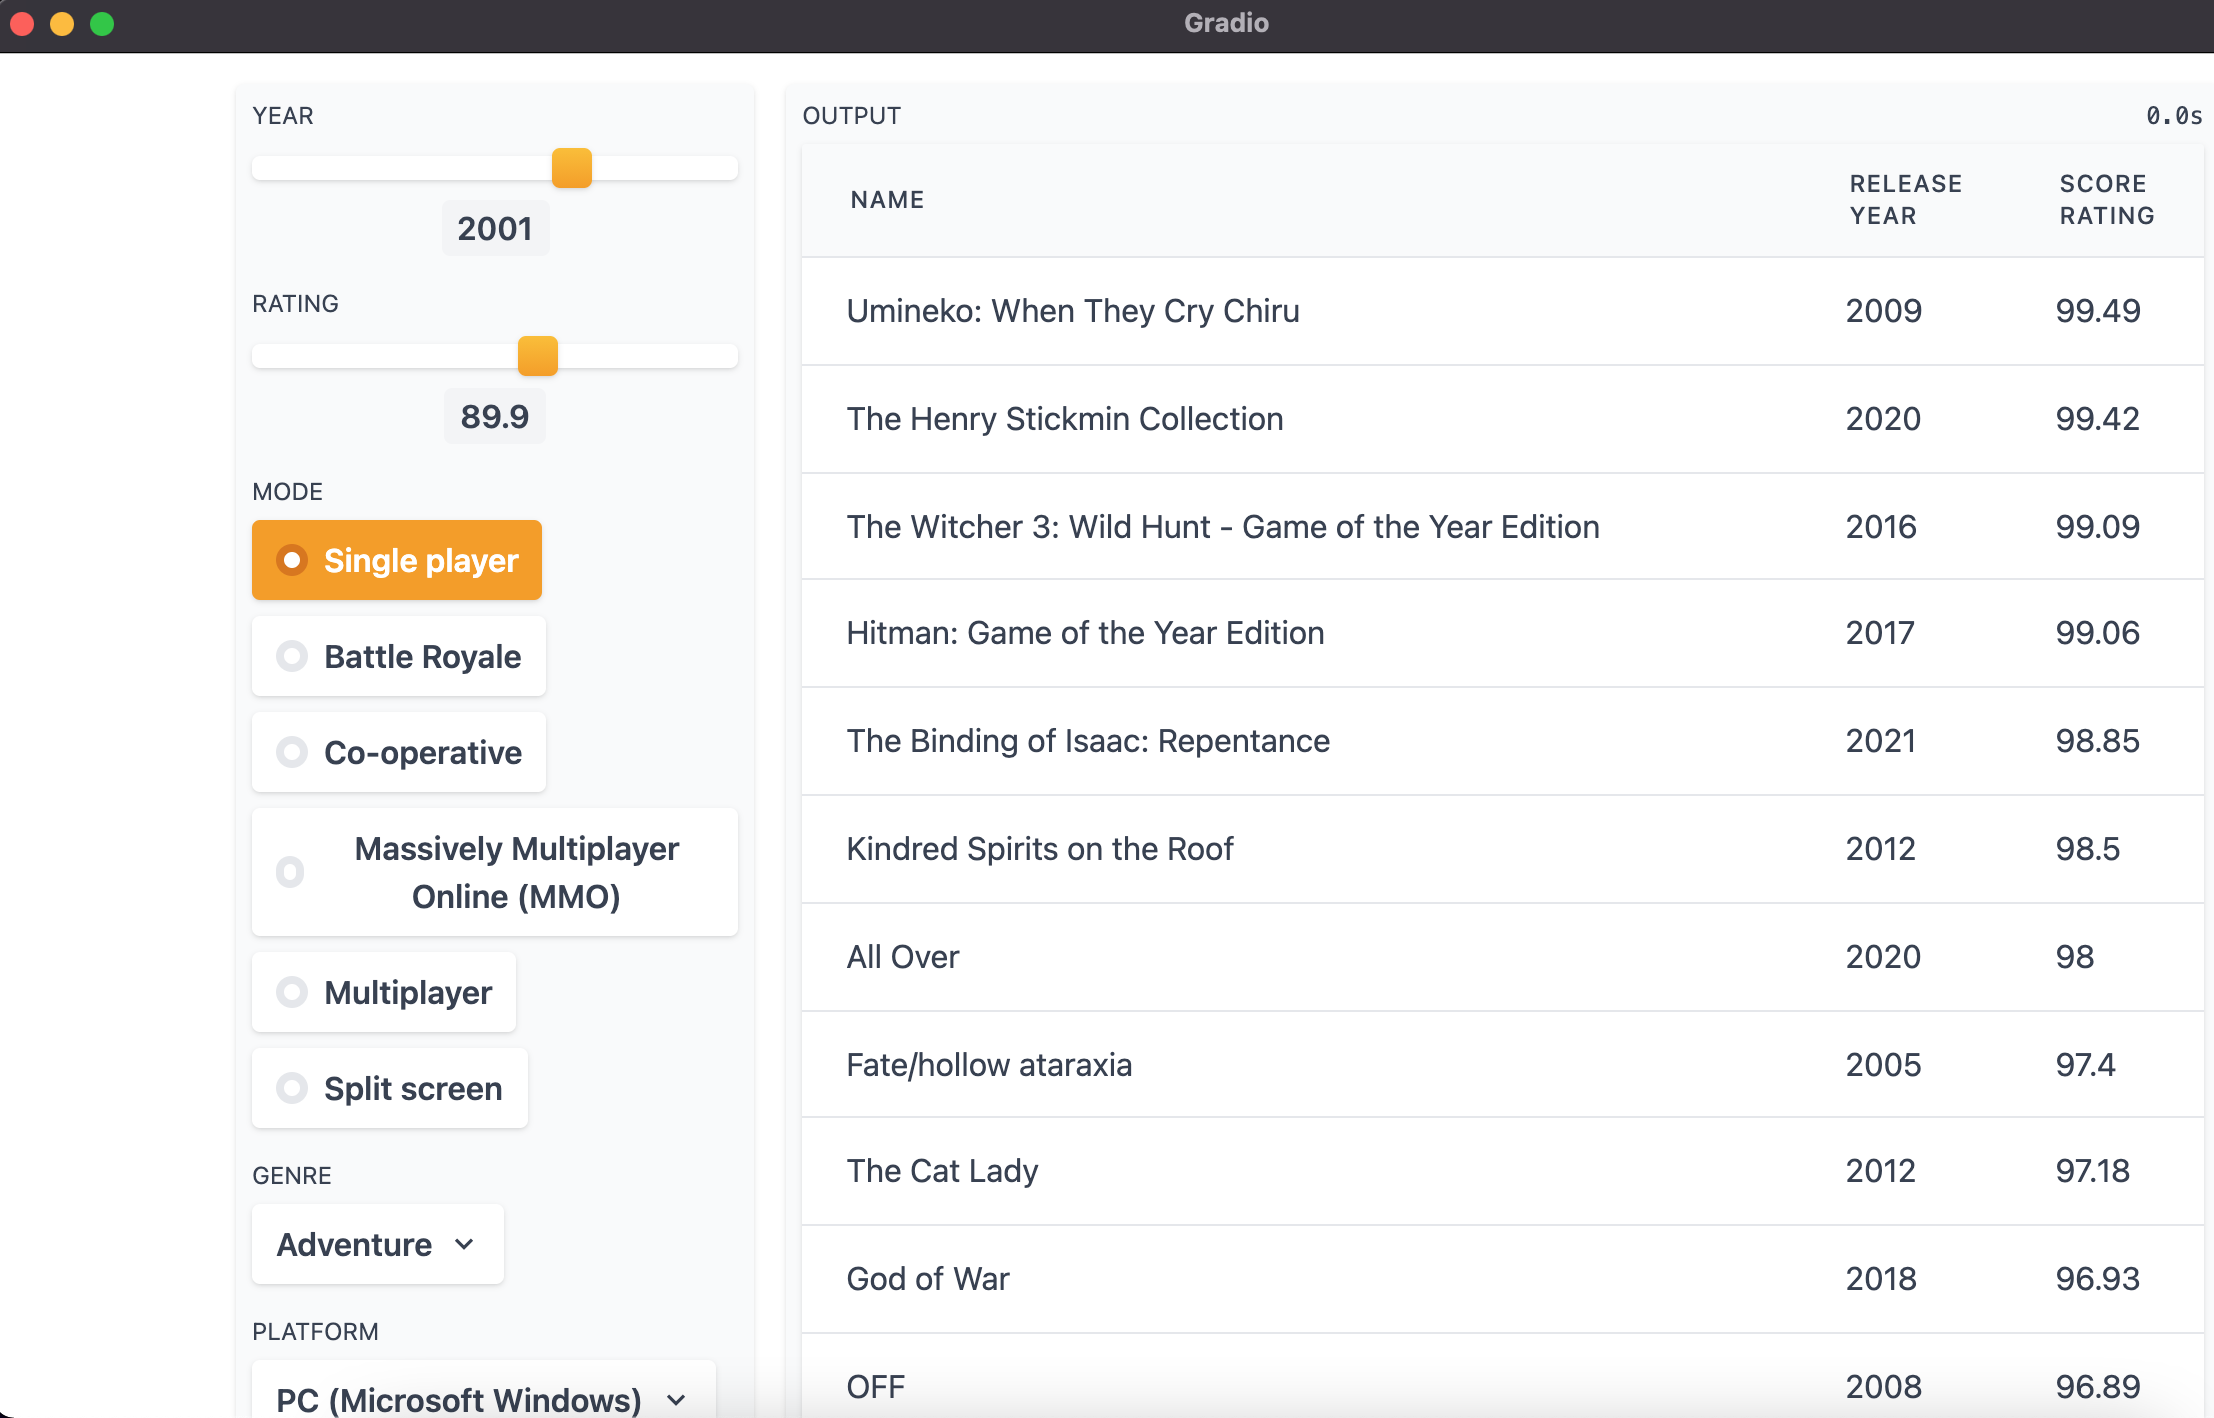 Gradio
YEAR
2001
RATING
89.9
MODE
Single player
Battle Royale
Co-operative
Massively Multiplayer
Online (MMO)
Multiplayer
Split screen
GENRE
Adventure
PLATFORM
PC (Microsoft Windows)
OUTPUT 0.0s
NAME RELEASE YEAR SCORE RATING
Umineko: When They Cry Chiru 2009 99.49
The Henry Stickmin Collection 2020 99.42
The Witcher 3: Wild Hunt - Game of the Year Edition 2016 99.09
Hitman: Game of the Year Edition 2017 99.06
The Binding of Isaac: Repentance 2021 98.85
Kindred Spirits on the Roof 2012 98.5
All Over 2020 98
Fate/hollow ataraxia 2005 97.4
The Cat Lady 2012 97.18
God of War 2018 96.93
OFF 2008 96.89